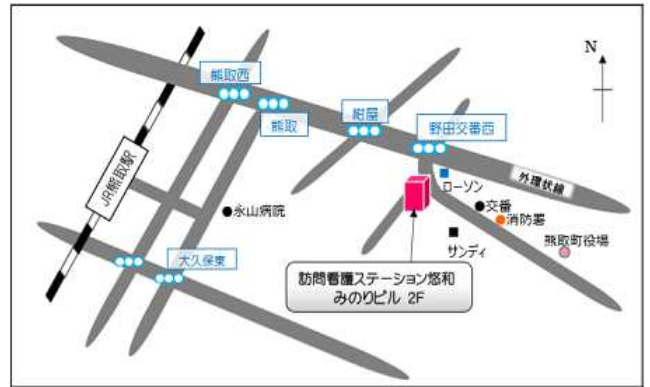 N
熊取西
熊取
紺屋
野田交番西
外環状線
JR熊取駅
永山病院
ローソン
交番
消防署
熊取町役場
サンディ
大久保東
訪問看護ステーション悠和
みのりビル 2F